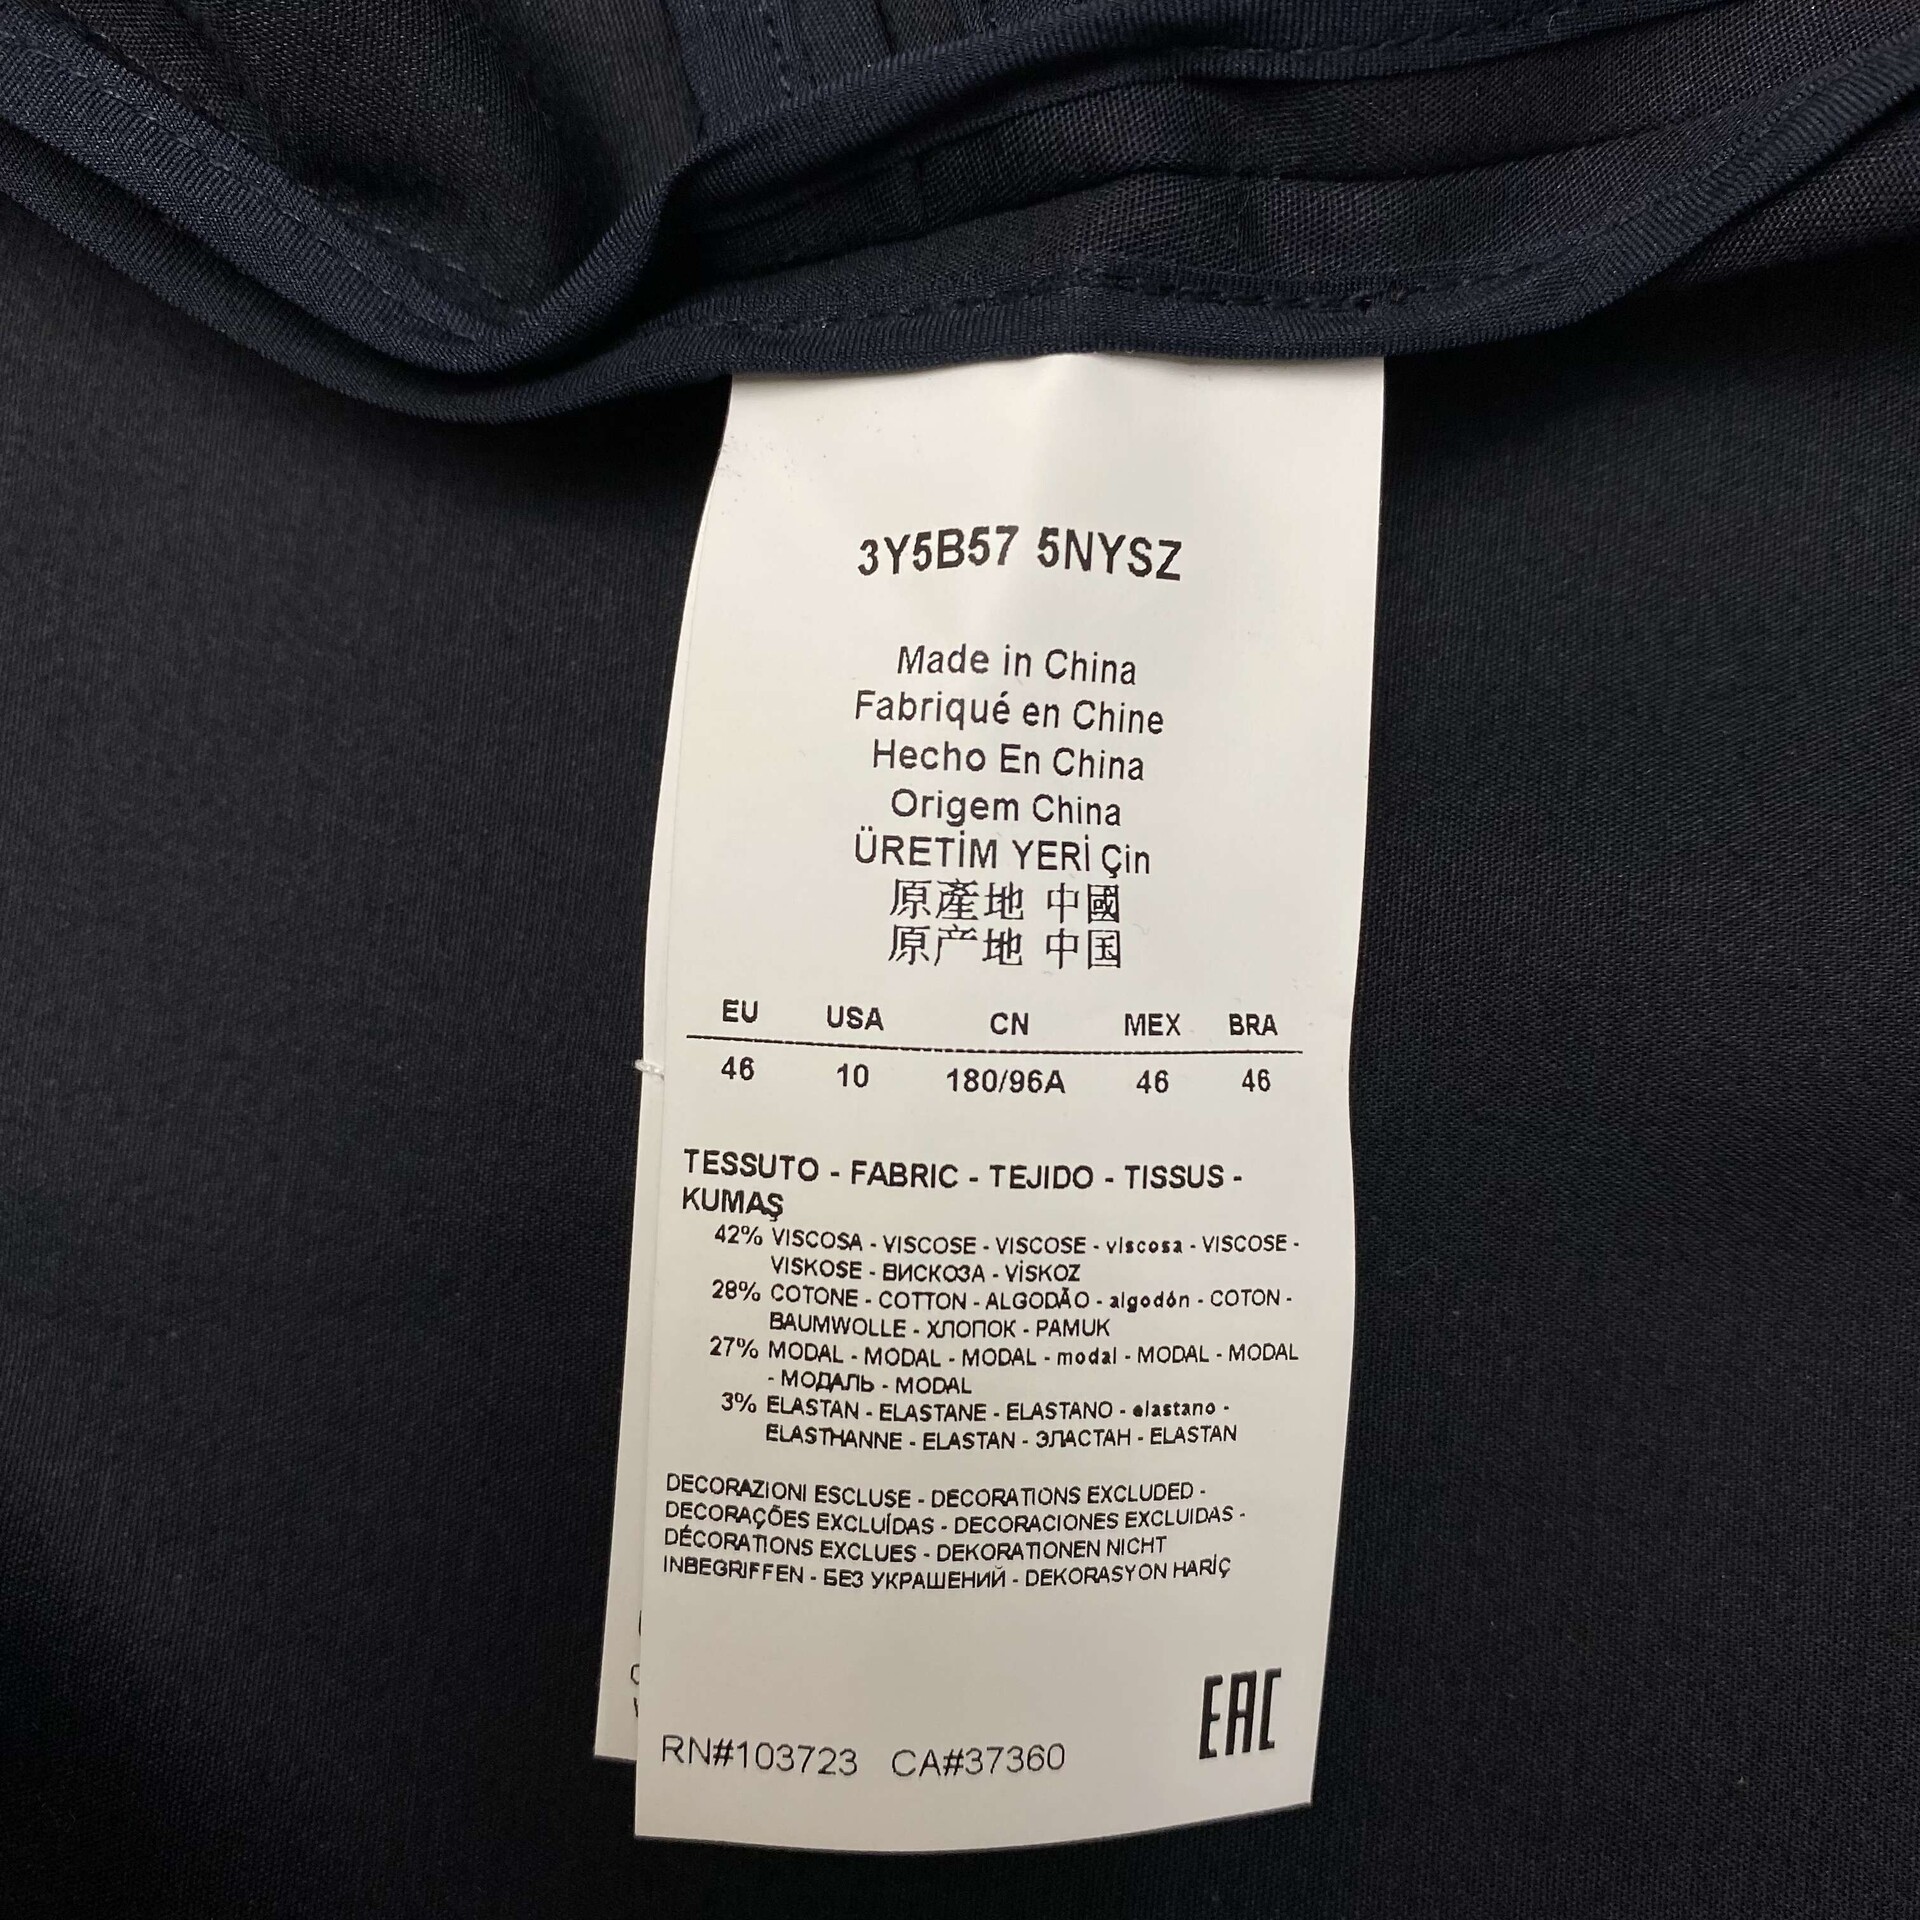 3Y5B57 5NYSZ
Made in China
Fabriqué en Chine
Hecho En China
Origem China
ÜRETİM YERİ Çin
原產地 中國
原产地 中国
EU USA CN MEX BRA
46 10 180/96A 46 46
TESSUTO - FABRIC - TEJIDO - TISSUS -
KUMAŞ
42% VISCOSA - VISCOSE - VISCOSE - viscosa - VISCOSE -
VISKOSE - ВИСКОЗА - VİSKOZ
28% COTONE - COTTON - ALGODÃO - algodón - COTON -
BAUMWOLLE - ХЛОПОК - PAMUK
27% MODAL - MODAL - MODAL - modal - MODAL - MODAL
- МОДАЛЬ - MODAL
3% ELASTAN - ELASTANE - ELASTANO - elastano -
ELASTHANNE - ELASTAN - ЭЛАСТАН - ELASTAN
DECORAZIONI ESCLUSE - DECORATIONS EXCLUDED -
DECORAÇÕES EXCLUÍDAS - DECORACIONES EXCLUIDAS -
DÉCORATIONS EXCLUES - DEKORATIONEN NICHT
INBEGRIFFEN - БЕЗ УКРАШЕНИЙ - DEKORASYON HARİÇ
EAC
RN#103723 CA#37360